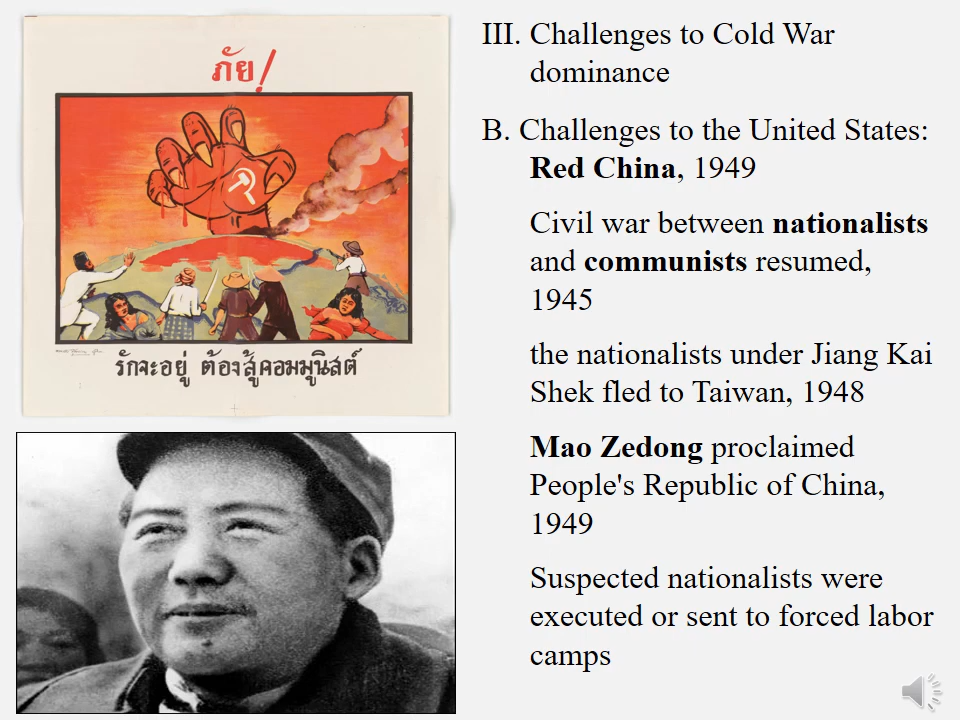 ภัย!
รักจะอยู่ ต้องสู้คอมมูนิสต์
III. Challenges to Cold War
dominance
B. Challenges to the United States:
Red China, 1949
Civil war between nationalists
and communists resumed,
1945
the nationalists under Jiang Kai
Shek fled to Taiwan, 1948
Mao Zedong proclaimed
People's Republic of China,
1949
Suspected nationalists were
executed or sent to forced labor
camps